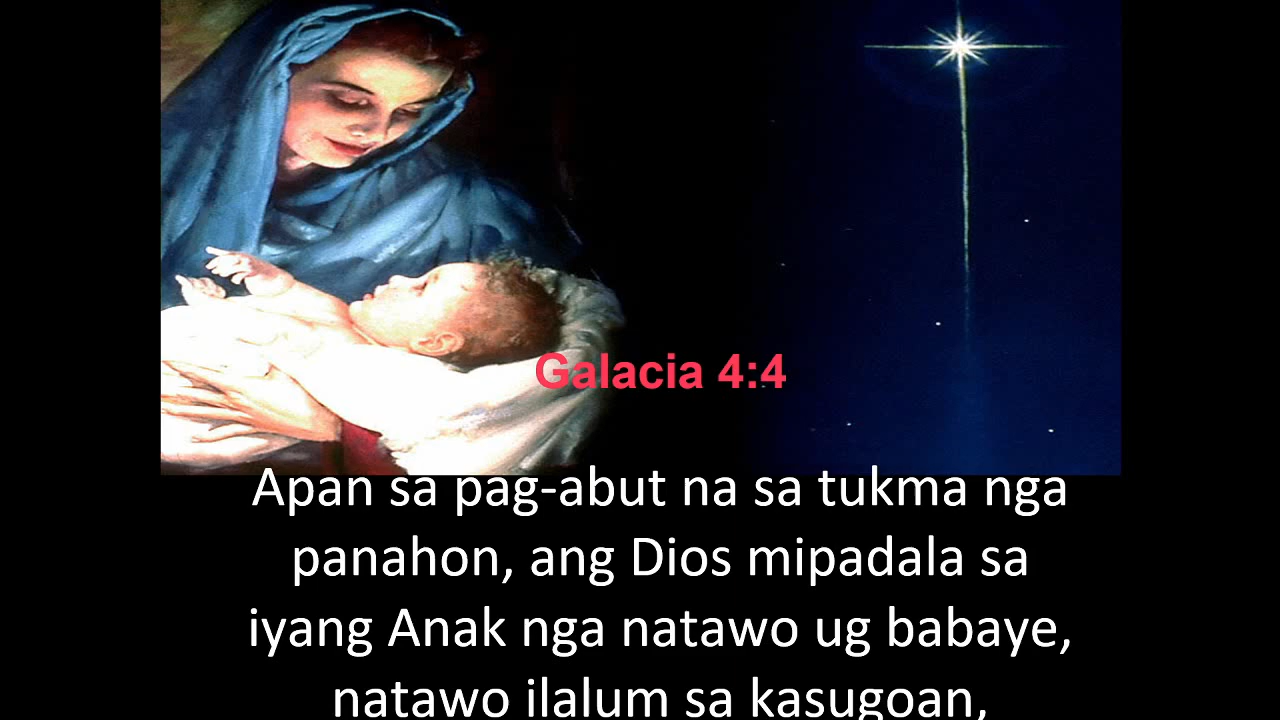 Galacia 4:4
Apan sa pag-abut na sa tukma nga
panahon, ang Dios mipadala sa
iyang Anak nga natawo ug babaye,
natawo ilalum sa kasugoan,